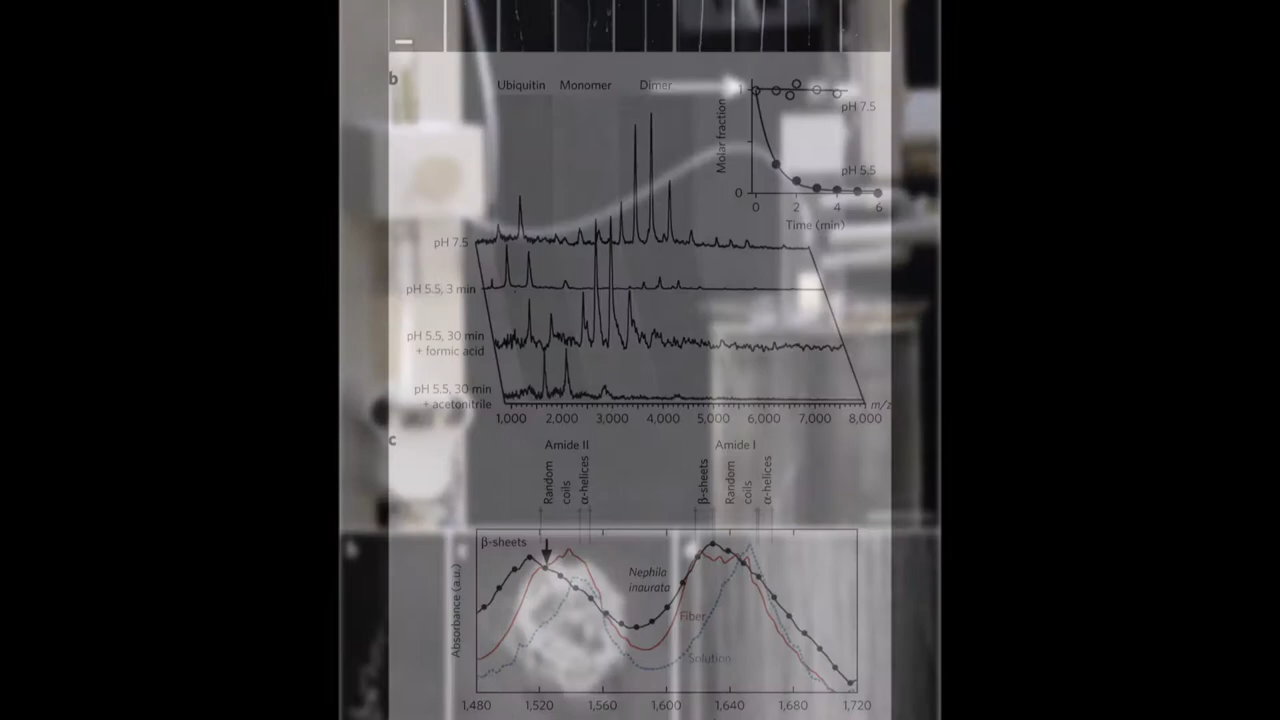 b
Ubiquitin Monomer Dimer
1
pH 7.5
Molar fraction
pH 5.5
0
0 2 4 6
Time (min)
pH 7.5
pH 5.5, 3 min
pH 5.5, 30 min
+ formic acid
pH 5.5, 30 min
+ acetonitrile
1,000 2,000 3,000 4,000 5,000 6,000 7,000 8,000 m/z
c
Amide II Amide I
Random
coils
α-helices
β-sheets
Random
coils
α-helices
β-sheets
Nephila
inaurata
Fiber
Solution
Absorbance (a.u.)
1,480 1,520 1,560 1,600 1,640 1,680 1,720